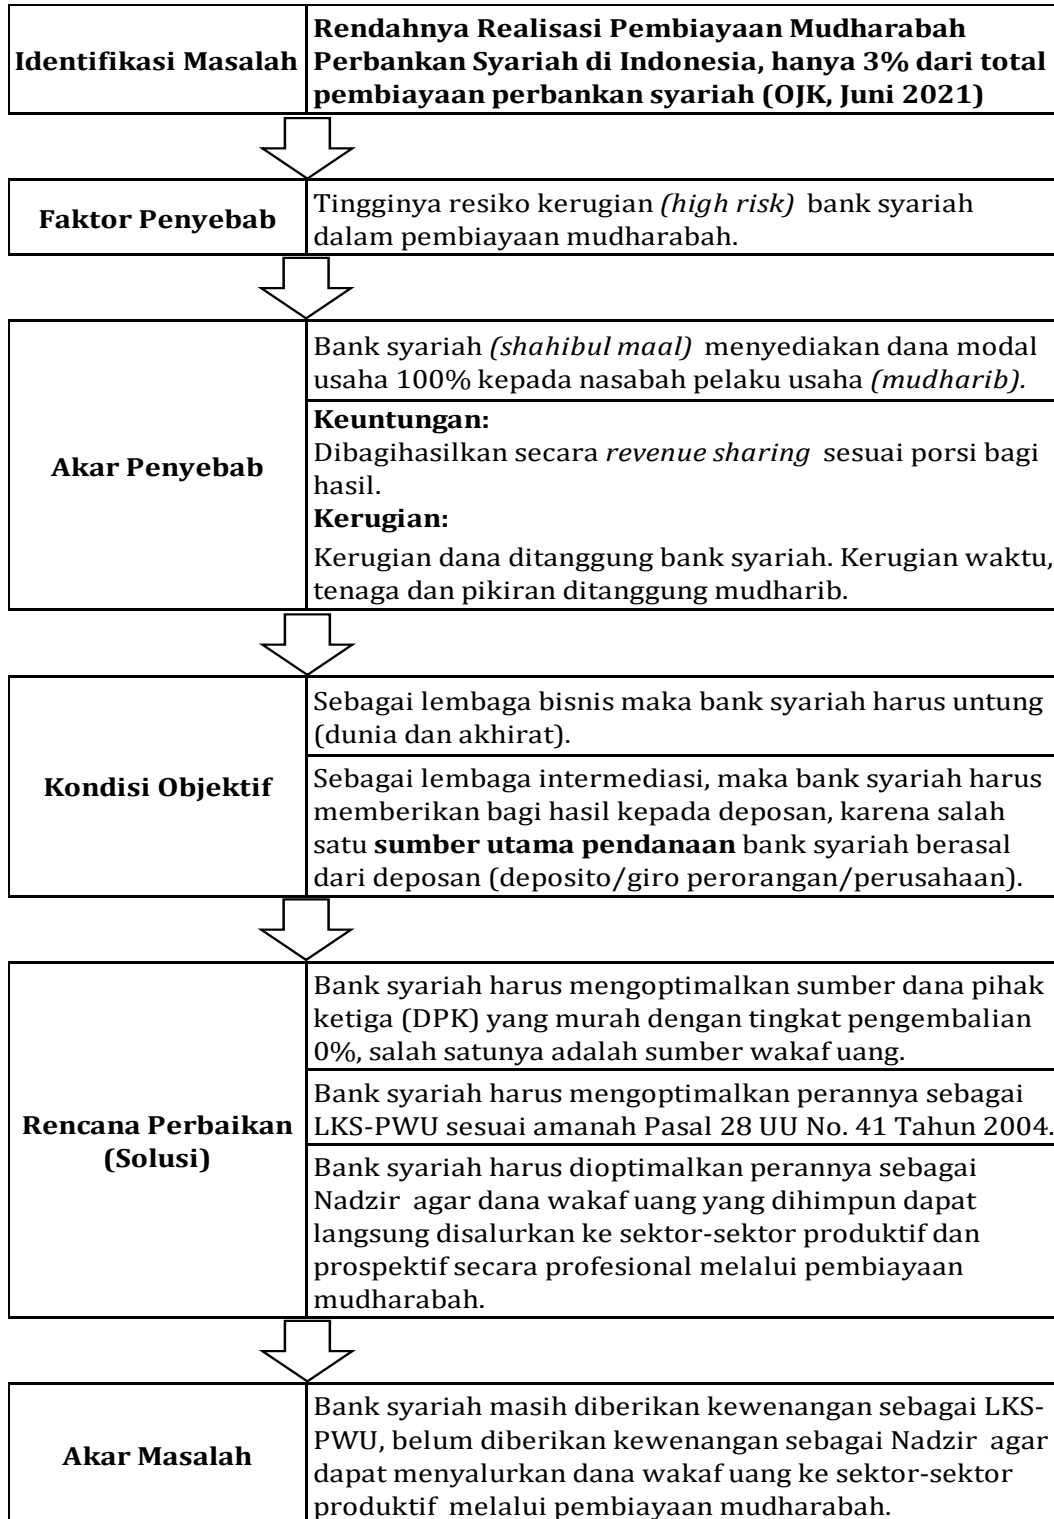 Identifikasi Masalah
Rendahnya Realisasi Pembiayaan Mudharabah
Perbankan Syariah di Indonesia, hanya 3% dari total
pembiayaan perbankan syariah (OJK, Juni 2021)
Faktor Penyebab
Tingginya resiko kerugian (high risk) bank syariah
dalam pembiayaan mudharabah.
Akar Penyebab
Bank syariah (shahibul maal) menyediakan dana modal
usaha 100% kepada nasabah pelaku usaha (mudharib).
Keuntungan:
Dibagihasilkan secara revenue sharing sesuai porsi bagi
hasil.
Kerugian:
Kerugian dana ditanggung bank syariah. Kerugian waktu,
tenaga dan pikiran ditanggung mudharib.
Kondisi Objektif
Sebagai lembaga bisnis maka bank syariah harus untung
(dunia dan akhirat).
Sebagai lembaga intermediasi, maka bank syariah harus
memberikan bagi hasil kepada deposan, karena salah
satu sumber utama pendanaan bank syariah berasal
dari deposan (deposito/giro perorangan/perusahaan).
Rencana Perbaikan
(Solusi)
Bank syariah harus mengoptimalkan sumber dana pihak
ketiga (DPK) yang murah dengan tingkat pengembalian
0%, salah satunya adalah sumber wakaf uang.
Bank syariah harus mengoptimalkan perannya sebagai
LKS-PWU sesuai amanah Pasal 28 UU No. 41 Tahun 2004.
Bank syariah harus dioptimalkan perannya sebagai
Nadzir agar dana wakaf uang yang dihimpun dapat
langsung disalurkan ke sektor-sektor produktif dan
prospektif secara profesional melalui pembiayaan
mudharabah.
Akar Masalah
Bank syariah masih diberikan kewenangan sebagai LKS-
PWU, belum diberikan kewenangan sebagai Nadzir agar
dapat menyalurkan dana wakaf uang ke sektor-sektor
produktif melalui pembiayaan mudharabah.